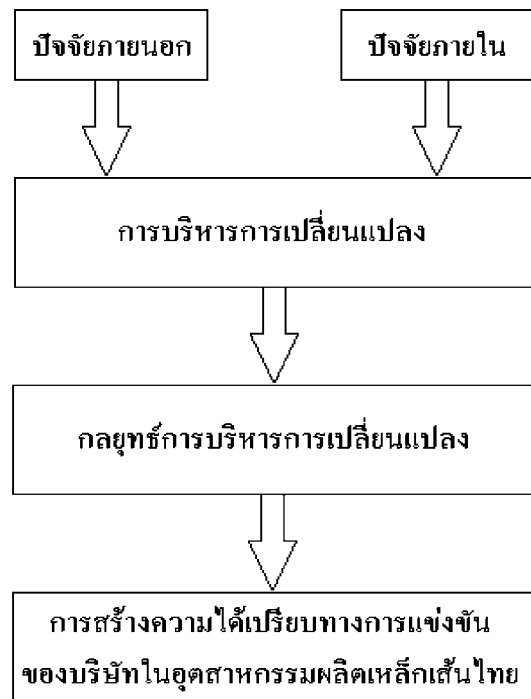 ปัจจัยภายนอก
ปัจจัยภายใน
การบริหารการเปลี่ยนแปลง
กลยุทธ์การบริหารการเปลี่ยนแปลง
การสร้างความได้เปรียบทางการแข่งขัน
ของบริษัทในอุตสาหกรรมผลิตเหล็กเส้นไทย